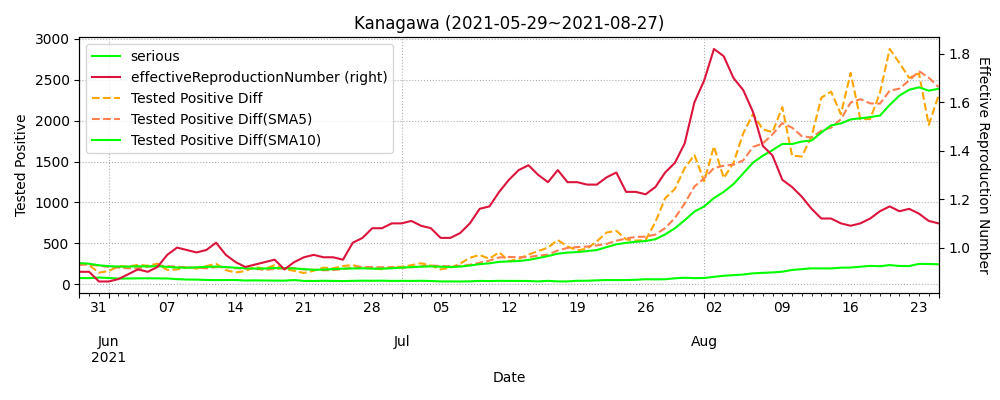 Kanagawa (2021-05-29~2021-08-27)
serious
effectiveReproductionNumber (right)
Tested Positive Diff
Tested Positive Diff(SMA5)
Tested Positive Diff(SMA10)
Tested Positive
3000
2500
2000
1500
1000
500
0
1.8
1.6
1.4
1.2
1.0
Effective Reproduction Number
31 07 14 21 28 05 12 19 26 02 09 16 23
Jun Jul Aug
2021
Date